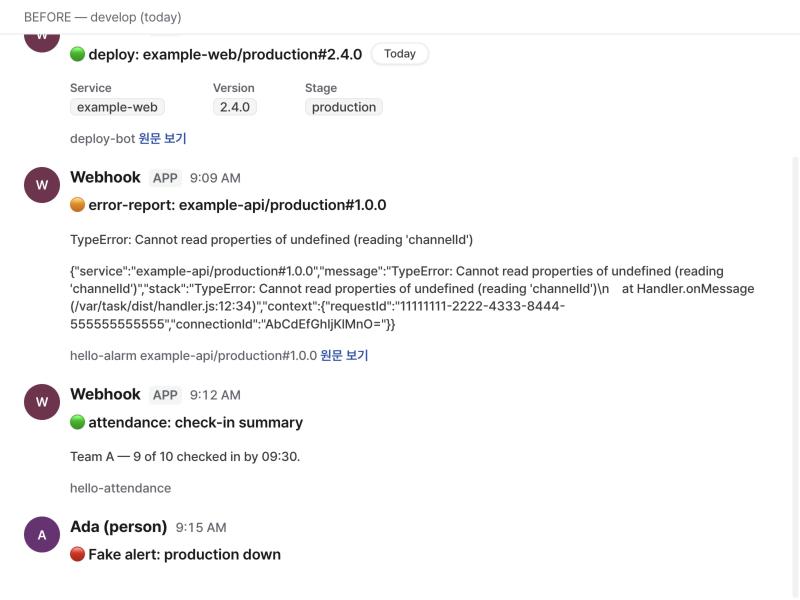 BEFORE — develop (today)
W
deploy: example-web/production#2.4.0
Today
Service Version Stage
example-web 2.4.0 production
deploy-bot 원문 보기
W
Webhook APP 9:09 AM
error-report: example-api/production#1.0.0
TypeError: Cannot read properties of undefined (reading 'channelId')
{"service":"example-api/production#1.0.0","message":"TypeError: Cannot read properties of undefined (reading
'channelId')","stack":"TypeError: Cannot read properties of undefined (reading 'channelId')\n    at Handler.onMessage
(/var/task/dist/handler.js:12:34)","context":{"requestId":"11111111-2222-4333-8444-
555555555555","connectionId":"AbCdEfGhIjKlMnO="}}
hello-alarm example-api/production#1.0.0 원문 보기
W
Webhook APP 9:12 AM
attendance: check-in summary
Team A — 9 of 10 checked in by 09:30.
hello-attendance
A
Ada (person) 9:15 AM
Fake alert: production down